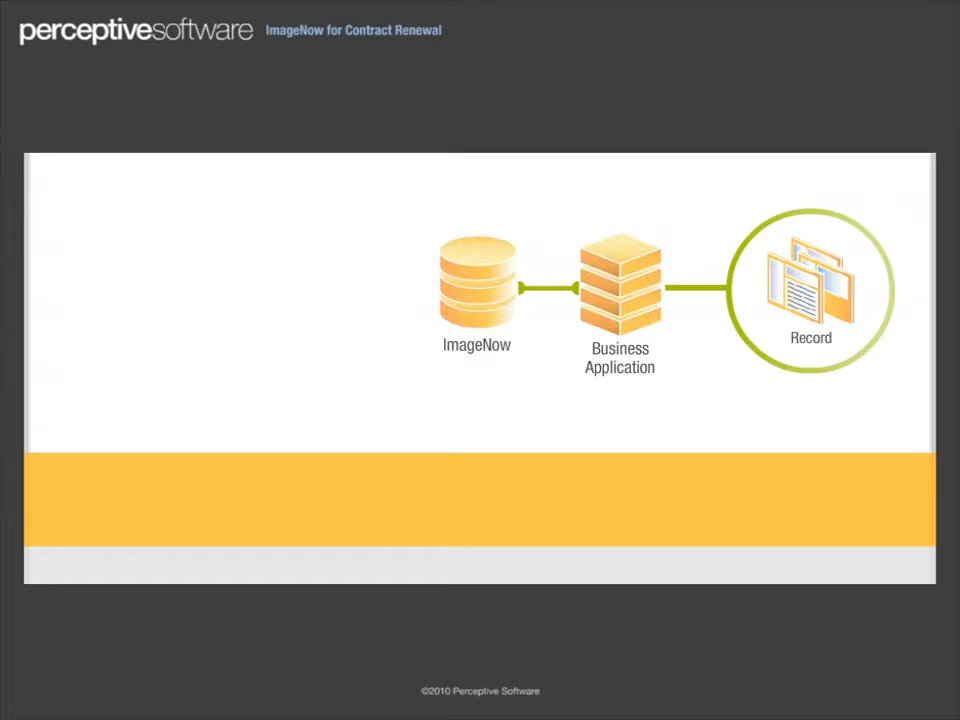 perceptivesoftware ImageNow for Contract Renewal
ImageNow
Business
Application
Record
©2010 Perceptive Software